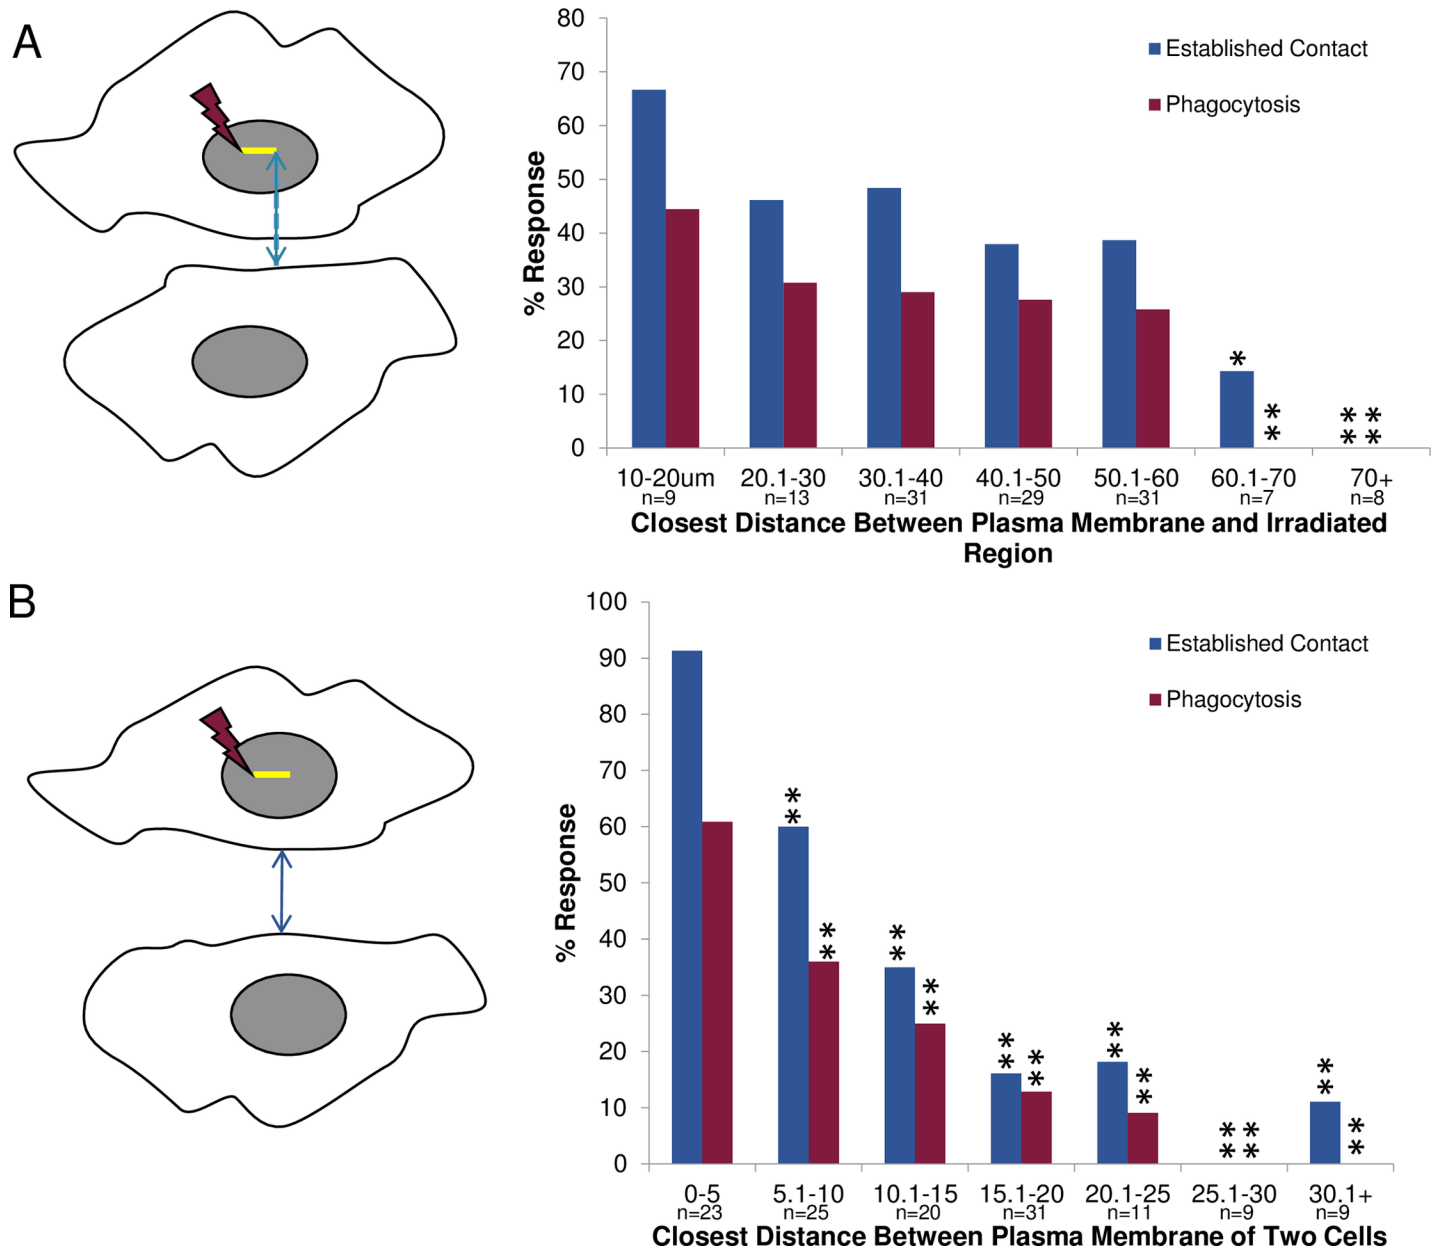 A
80
70
60
50
40
30
20
10
0
% Response
Established Contact
Phagocytosis
*
**
** **
10-20um 20.1-30 30.1-40 40.1-50 50.1-60 60.1-70 70+
n=9 n=13 n=31 n=29 n=31 n=7 n=8
Closest Distance Between Plasma Membrane and Irradiated
Region
B
100
90
80
70
60
50
40
30
20
10
0
% Response
Established Contact
Phagocytosis
**
**
**
**
**
**
**
**
** **
**
**
0-5 5.1-10 10.1-15 15.1-20 20.1-25 25.1-30 30.1+
n=23 n=25 n=20 n=31 n=11 n=9 n=9
Closest Distance Between Plasma Membrane of Two Cells